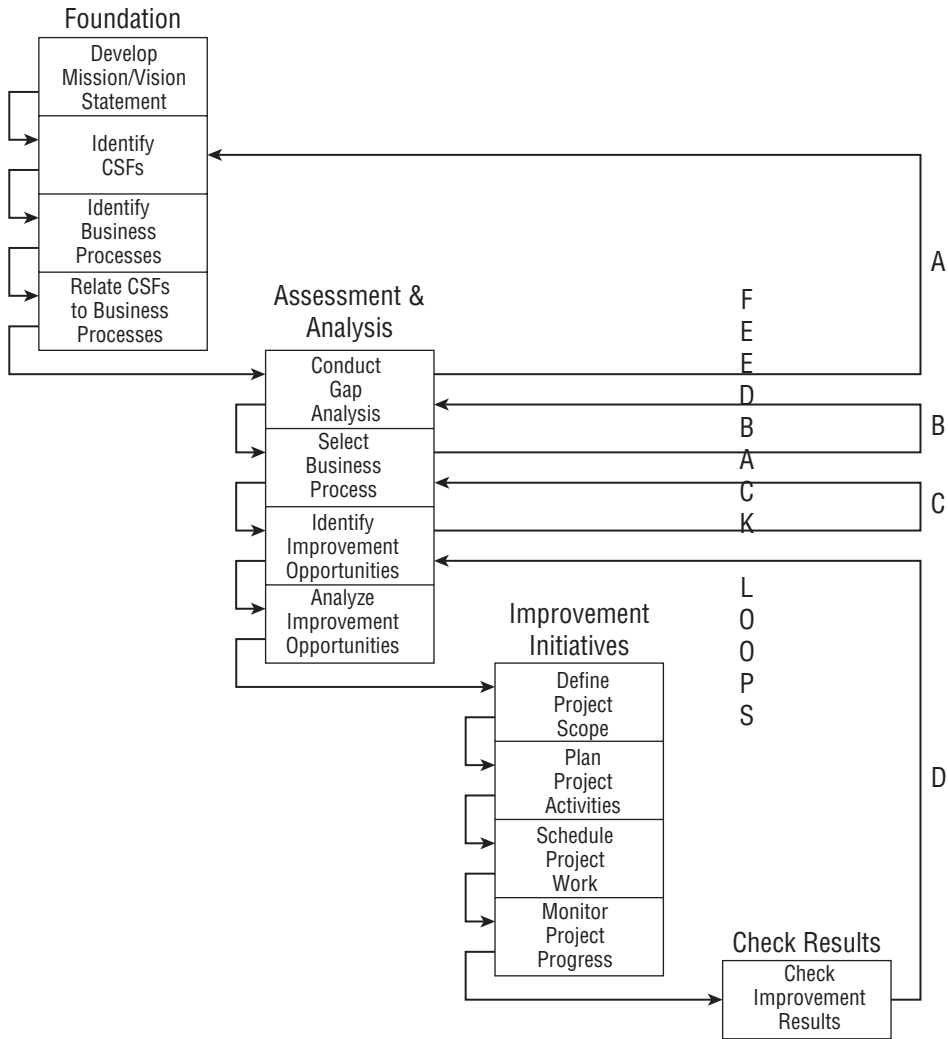 Foundation
Develop
Mission/Vision
Statement
Identify
CSFs
Identify
Business
Processes
Relate CSFs
to Business
Processes
Assessment &
Analysis
Conduct
Gap
Analysis
Select
Business
Process
Identify
Improvement
Opportunities
Analyze
Improvement
Opportunities
Improvement
Initiatives
Define
Project
Scope
Plan
Project
Activities
Schedule
Project
Work
Monitor
Project
Progress
Check Results
Check
Improvement
Results
FEEDBACK
LOOPS
A
B
C
D